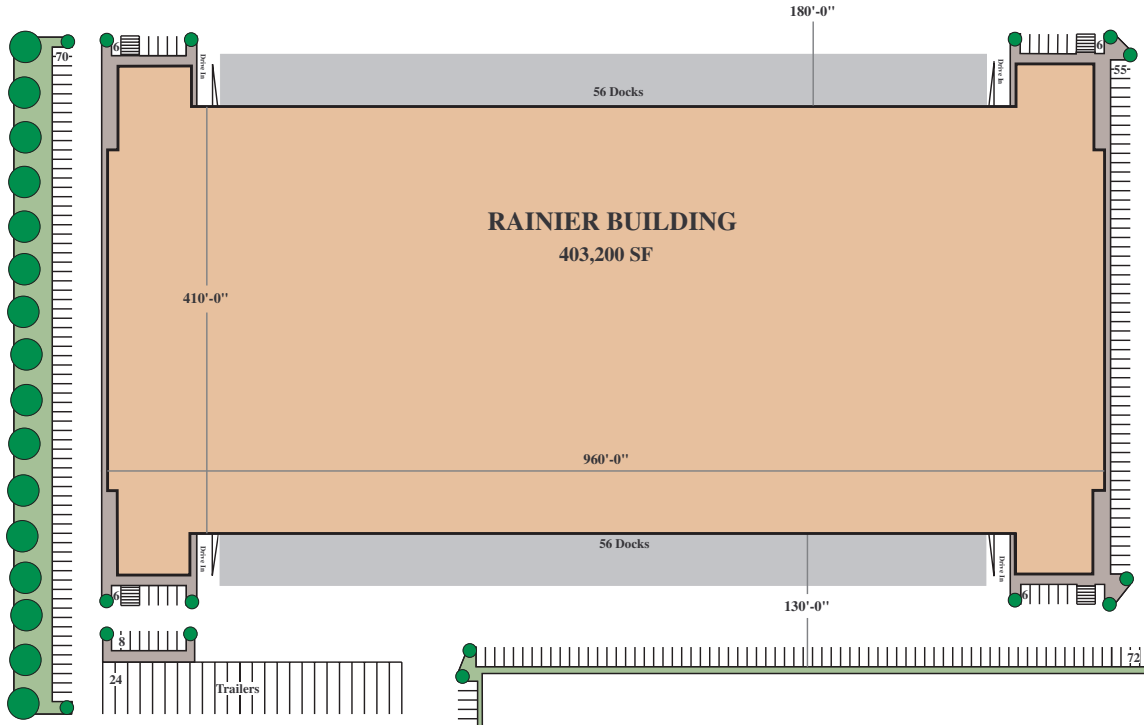 180'-0"
6
6
70
Drive In
Drive In
55
56 Docks
RAINIER BUILDING
403,200 SF
410'-0"
960'-0"
56 Docks
Drive In
Drive In
6
6
130'-0"
8
72
24
Trailers